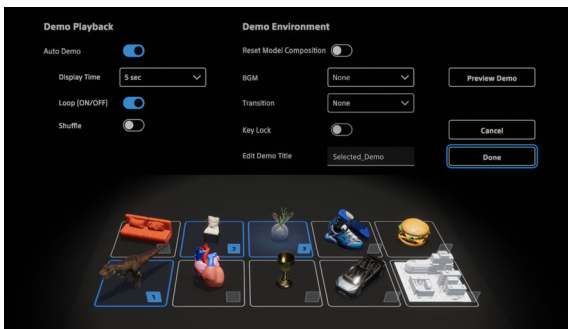 Demo Playback
Auto Demo
Display Time
5 sec
Loop (ON/OFF)
Shuffle
Demo Environment
Reset Model Composition
BGM
None
Transition
None
Key Lock
Edit Demo Title
Selected_Demo
Preview Demo
Cancel
Done
2
3
1